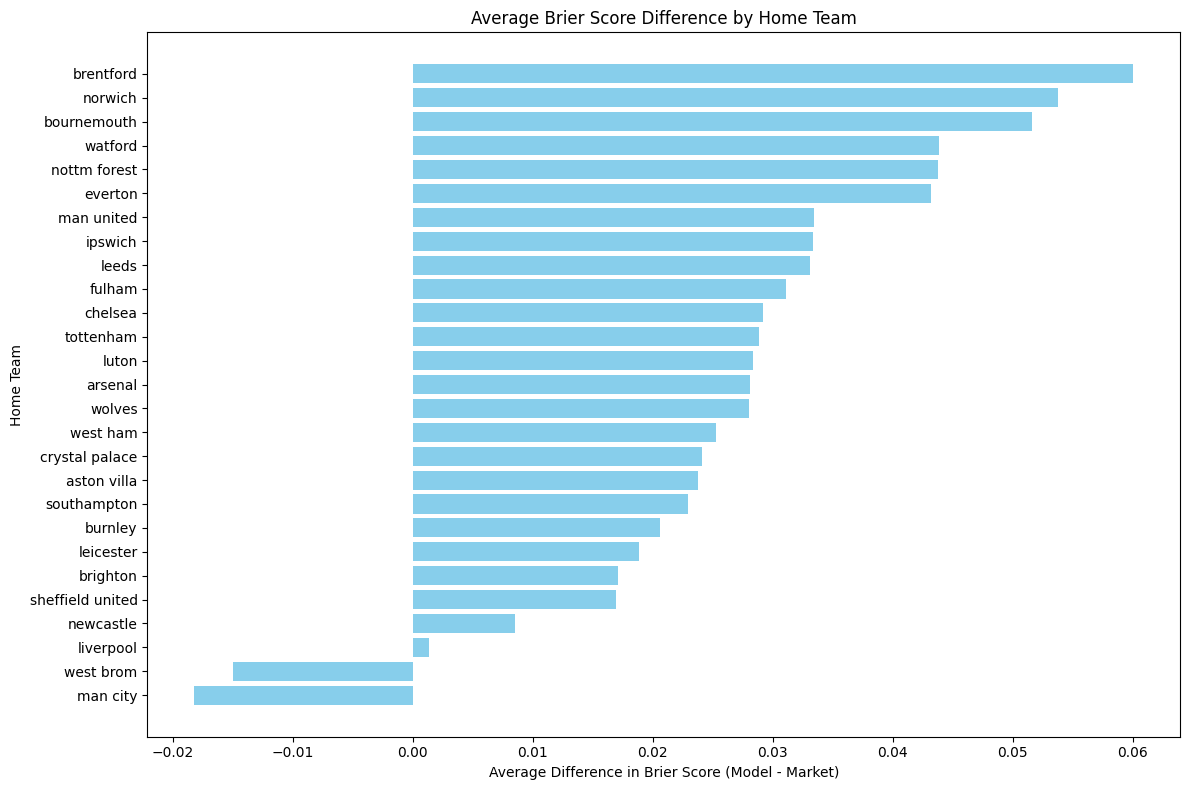 Average Brier Score Difference by Home Team
brentford
norwich
bournemouth
watford
nottm forest
everton
man united
ipswich
leeds
fulham
chelsea
tottenham
luton
arsenal
wolves
west ham
crystal palace
aston villa
southampton
burnley
leicester
brighton
sheffield united
newcastle
liverpool
west brom
man city
Home Team
−0.02 −0.01 0.00 0.01 0.02 0.03 0.04 0.05 0.06
Average Difference in Brier Score (Model - Market)